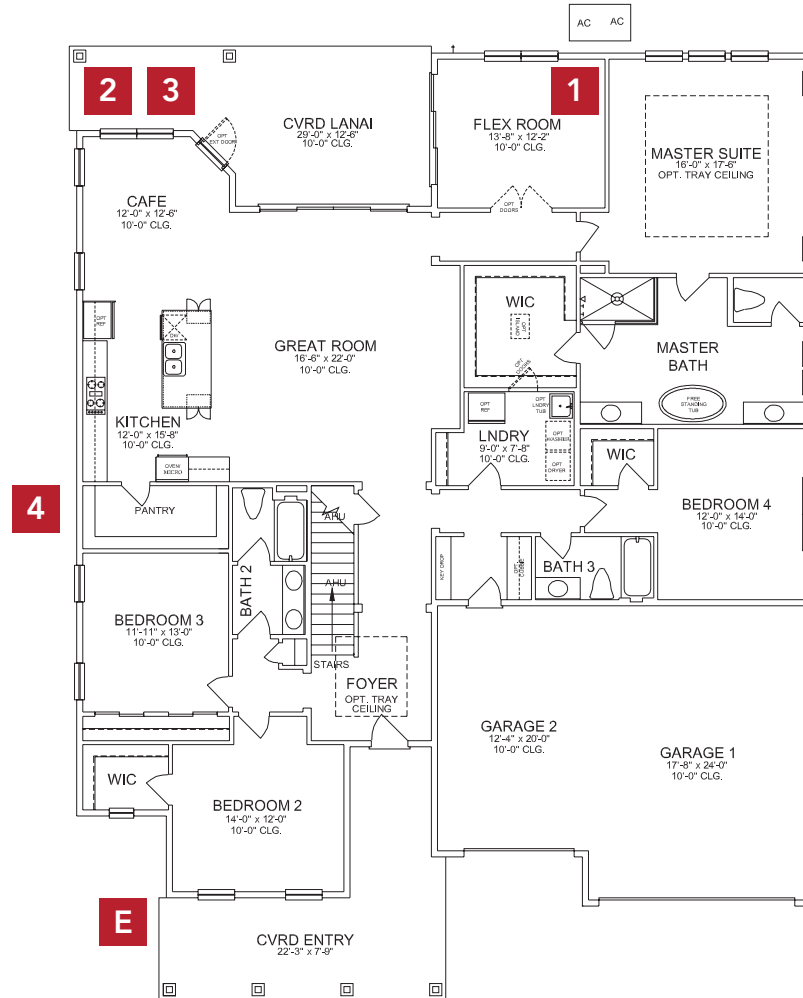 AC AC
2 3
1
CVRD LANAI
29'-0" x 12'-6"
10'-0" CLG.
OPT
EXT DOOR
FLEX ROOM
13'-8" x 12'-2"
10'-0" CLG.
OPT
DOORS
MASTER SUITE
16'-0" x 17'-6"
OPT. TRAY CEILING
CAFE
12'-0" x 12'-6"
10'-0" CLG.
OPT
REF
DW
GREAT ROOM
16'-6" x 22'-0"
10'-0" CLG.
WIC
OPT
ISLAND
OPT
DOORS
MASTER
BATH
FREE
STANDING
TUB
KITCHEN
12'-0" x 15'-8"
10'-0" CLG.
OVEN/
MICRO
OPT
REF
OPT
LNDRY
TUB
LNDRY
9'-0" x 7'-8"
10'-0" CLG.
OPT
WASHER
OPT
DRYER
WIC
4
PANTRY
BEDROOM 4
12'-0" x 14'-0"
10'-0" CLG.
AHU
BATH 2
AHU
STAIRS
KEY DROP
OPT
BATH 3
BEDROOM 3
11'-11" x 13'-0"
10'-0" CLG.
FOYER
OPT. TRAY
CEILING
GARAGE 2
12'-4" x 20'-0"
10'-0" CLG.
GARAGE 1
17'-8" x 24'-0"
10'-0" CLG.
WIC
BEDROOM 2
14'-0" x 12'-0"
10'-0" CLG.
E
CVRD ENTRY
22'-3" x 7'-9"